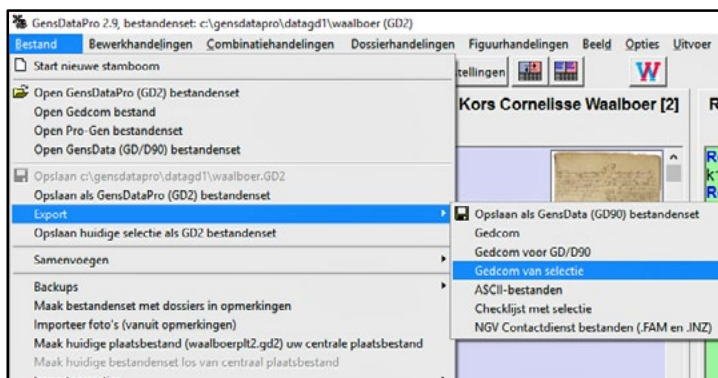 GensDataPro 2.9, bestandenset: c:\gensdatapro\datagd1\waalboer (GD2)
Bestand Bewerkhandelingen Combinatiehandelingen Dossierhandelingen Figuurhandelingen Beeld Opties Uitvoer
Start nieuwe stamboom
tellingen
W
Open GensDataPro (GD2) bestandenset
Kors Cornelisse Waalboer [2]
Open Gedcom bestand
Open Pro-Gen bestandenset
Open GensData (GD/D90) bestandenset
Opslaan c:\gensdatapro\datagd1\waalboer.GD2
Opslaan als GensDataPro (GD2) bestandenset
Export
Opslaan huidige selectie als GD2 bestandenset
Samenvoegen
Backups
Maak bestandenset met dossiers in opmerkingen
Importeer foto's (vanuit opmerkingen)
Maak huidige plaatsbestand (waalboerplt2.gd2) uw centrale plaatsbestand
Maak huidige bestandenset los van centraal plaatsbestand
Opslaan als GensData (GD90) bestandenset
Gedcom
Gedcom voor GD/D90
Gedcom van selectie
ASCII-bestanden
Checklijst met selectie
NGV Contactdienst bestanden (.FAM en .INZ)